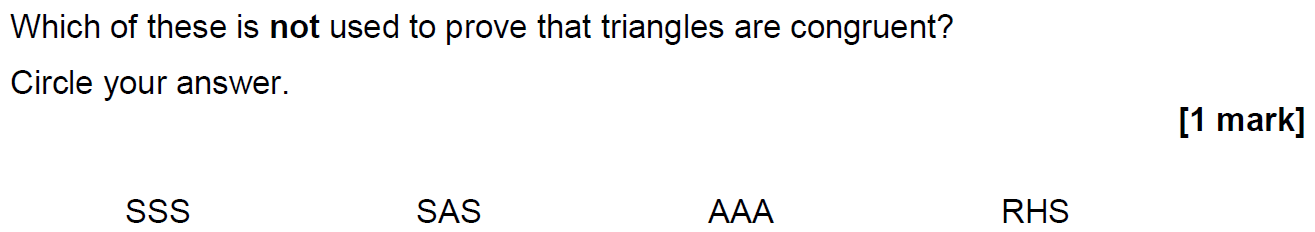 Which of these is not used to prove that triangles are congruent?
Circle your answer.
[1 mark]
SSS SAS AAA RHS